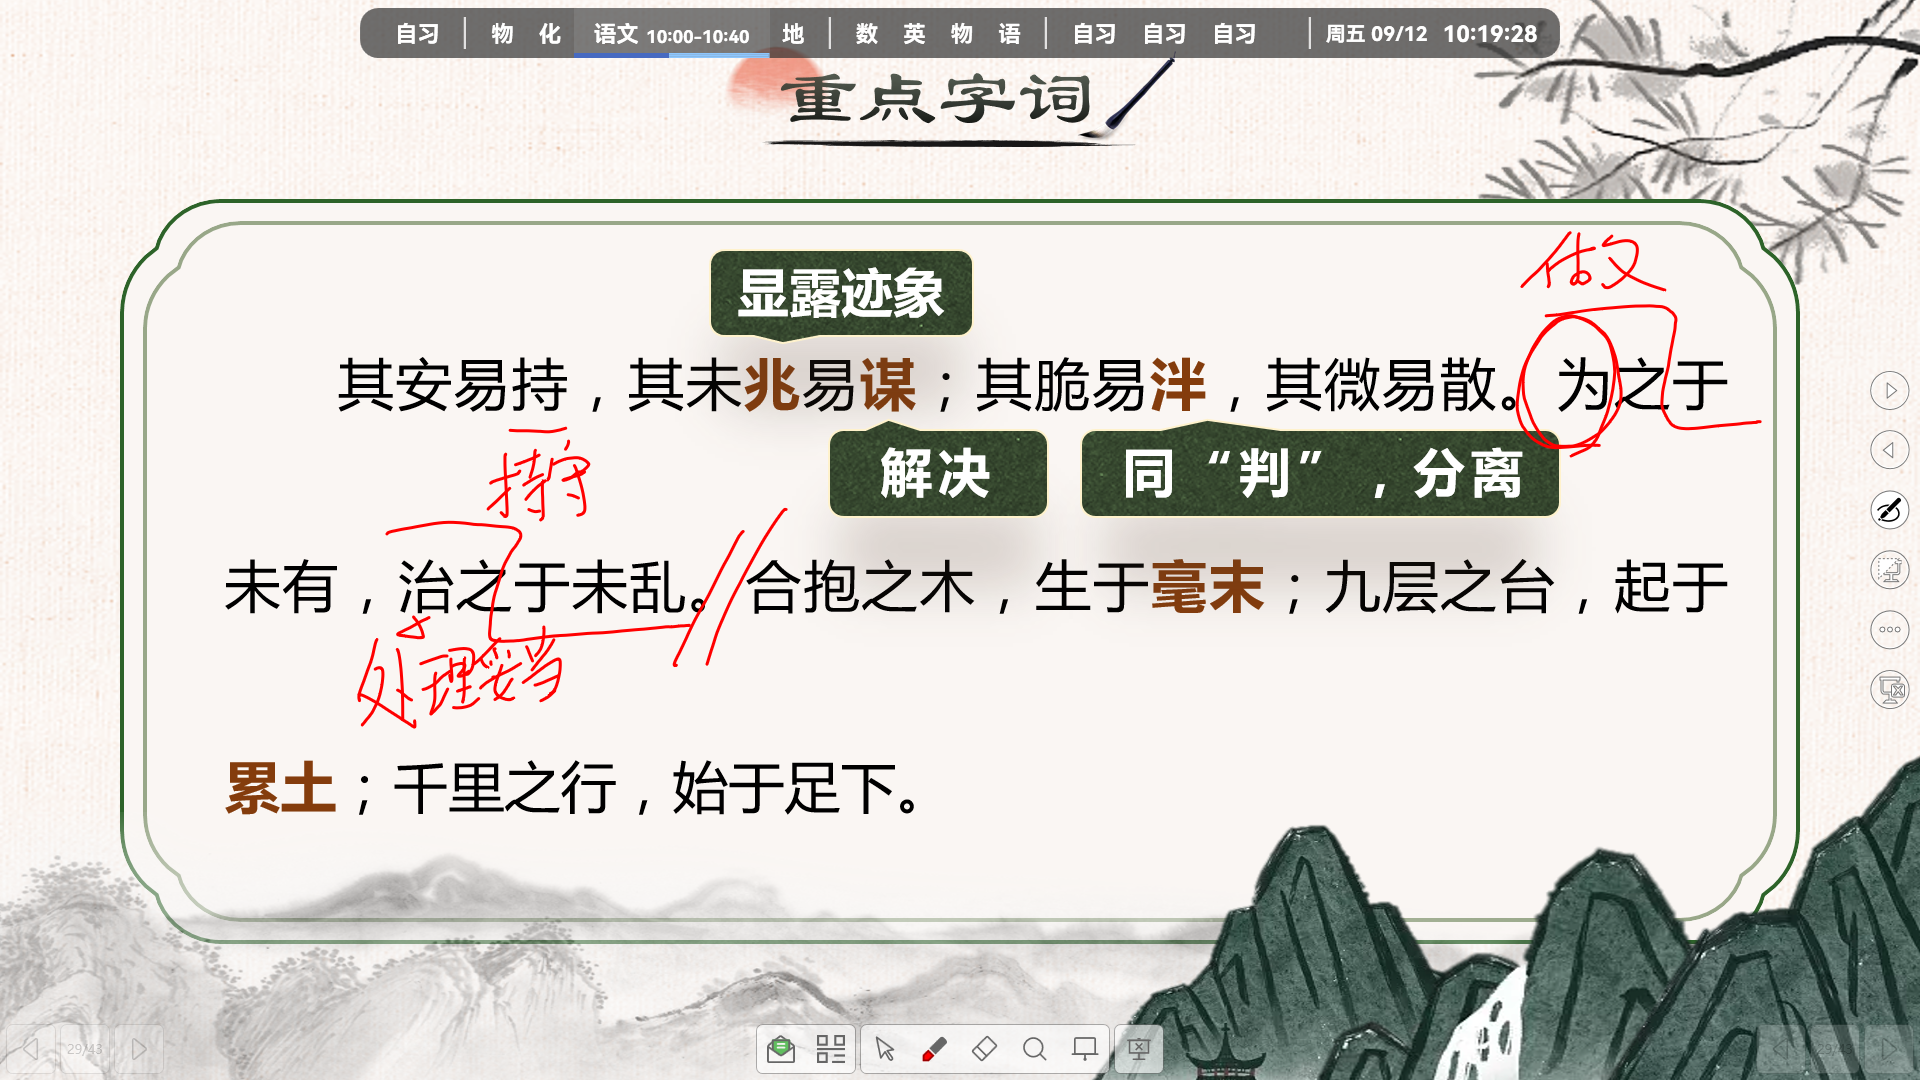 自习 物 化 语文 10:00-10:40 地 数 英 物 语 自习 自习 自习 周五 09/12 10:19:28
重点字词
做
显露迹象
其安易持，其未兆易谋；其脆易泮，其微易散。为之于
持守
解决
同“判”，分离
未有，治之于未乱。合抱之木，生于毫末；九层之台，起于
处理妥当
累土；千里之行，始于足下。
29/43